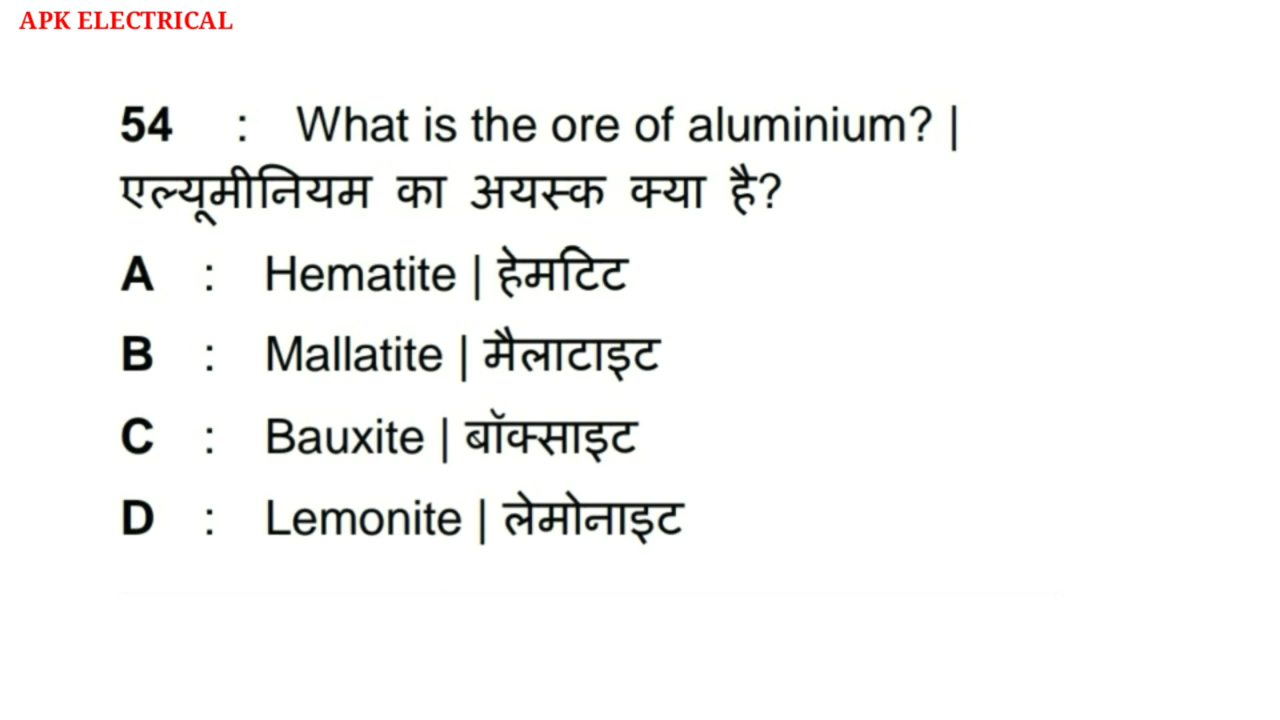 APK ELECTRICAL
54 : What is the ore of aluminium? |
एल्यूमीनियम का अयस्क क्या है?
A : Hematite | हेमटिट
B : Mallatite | मैलाटाइट
C : Bauxite | बॉक्साइट
D : Lemonite | लेमोनाइट